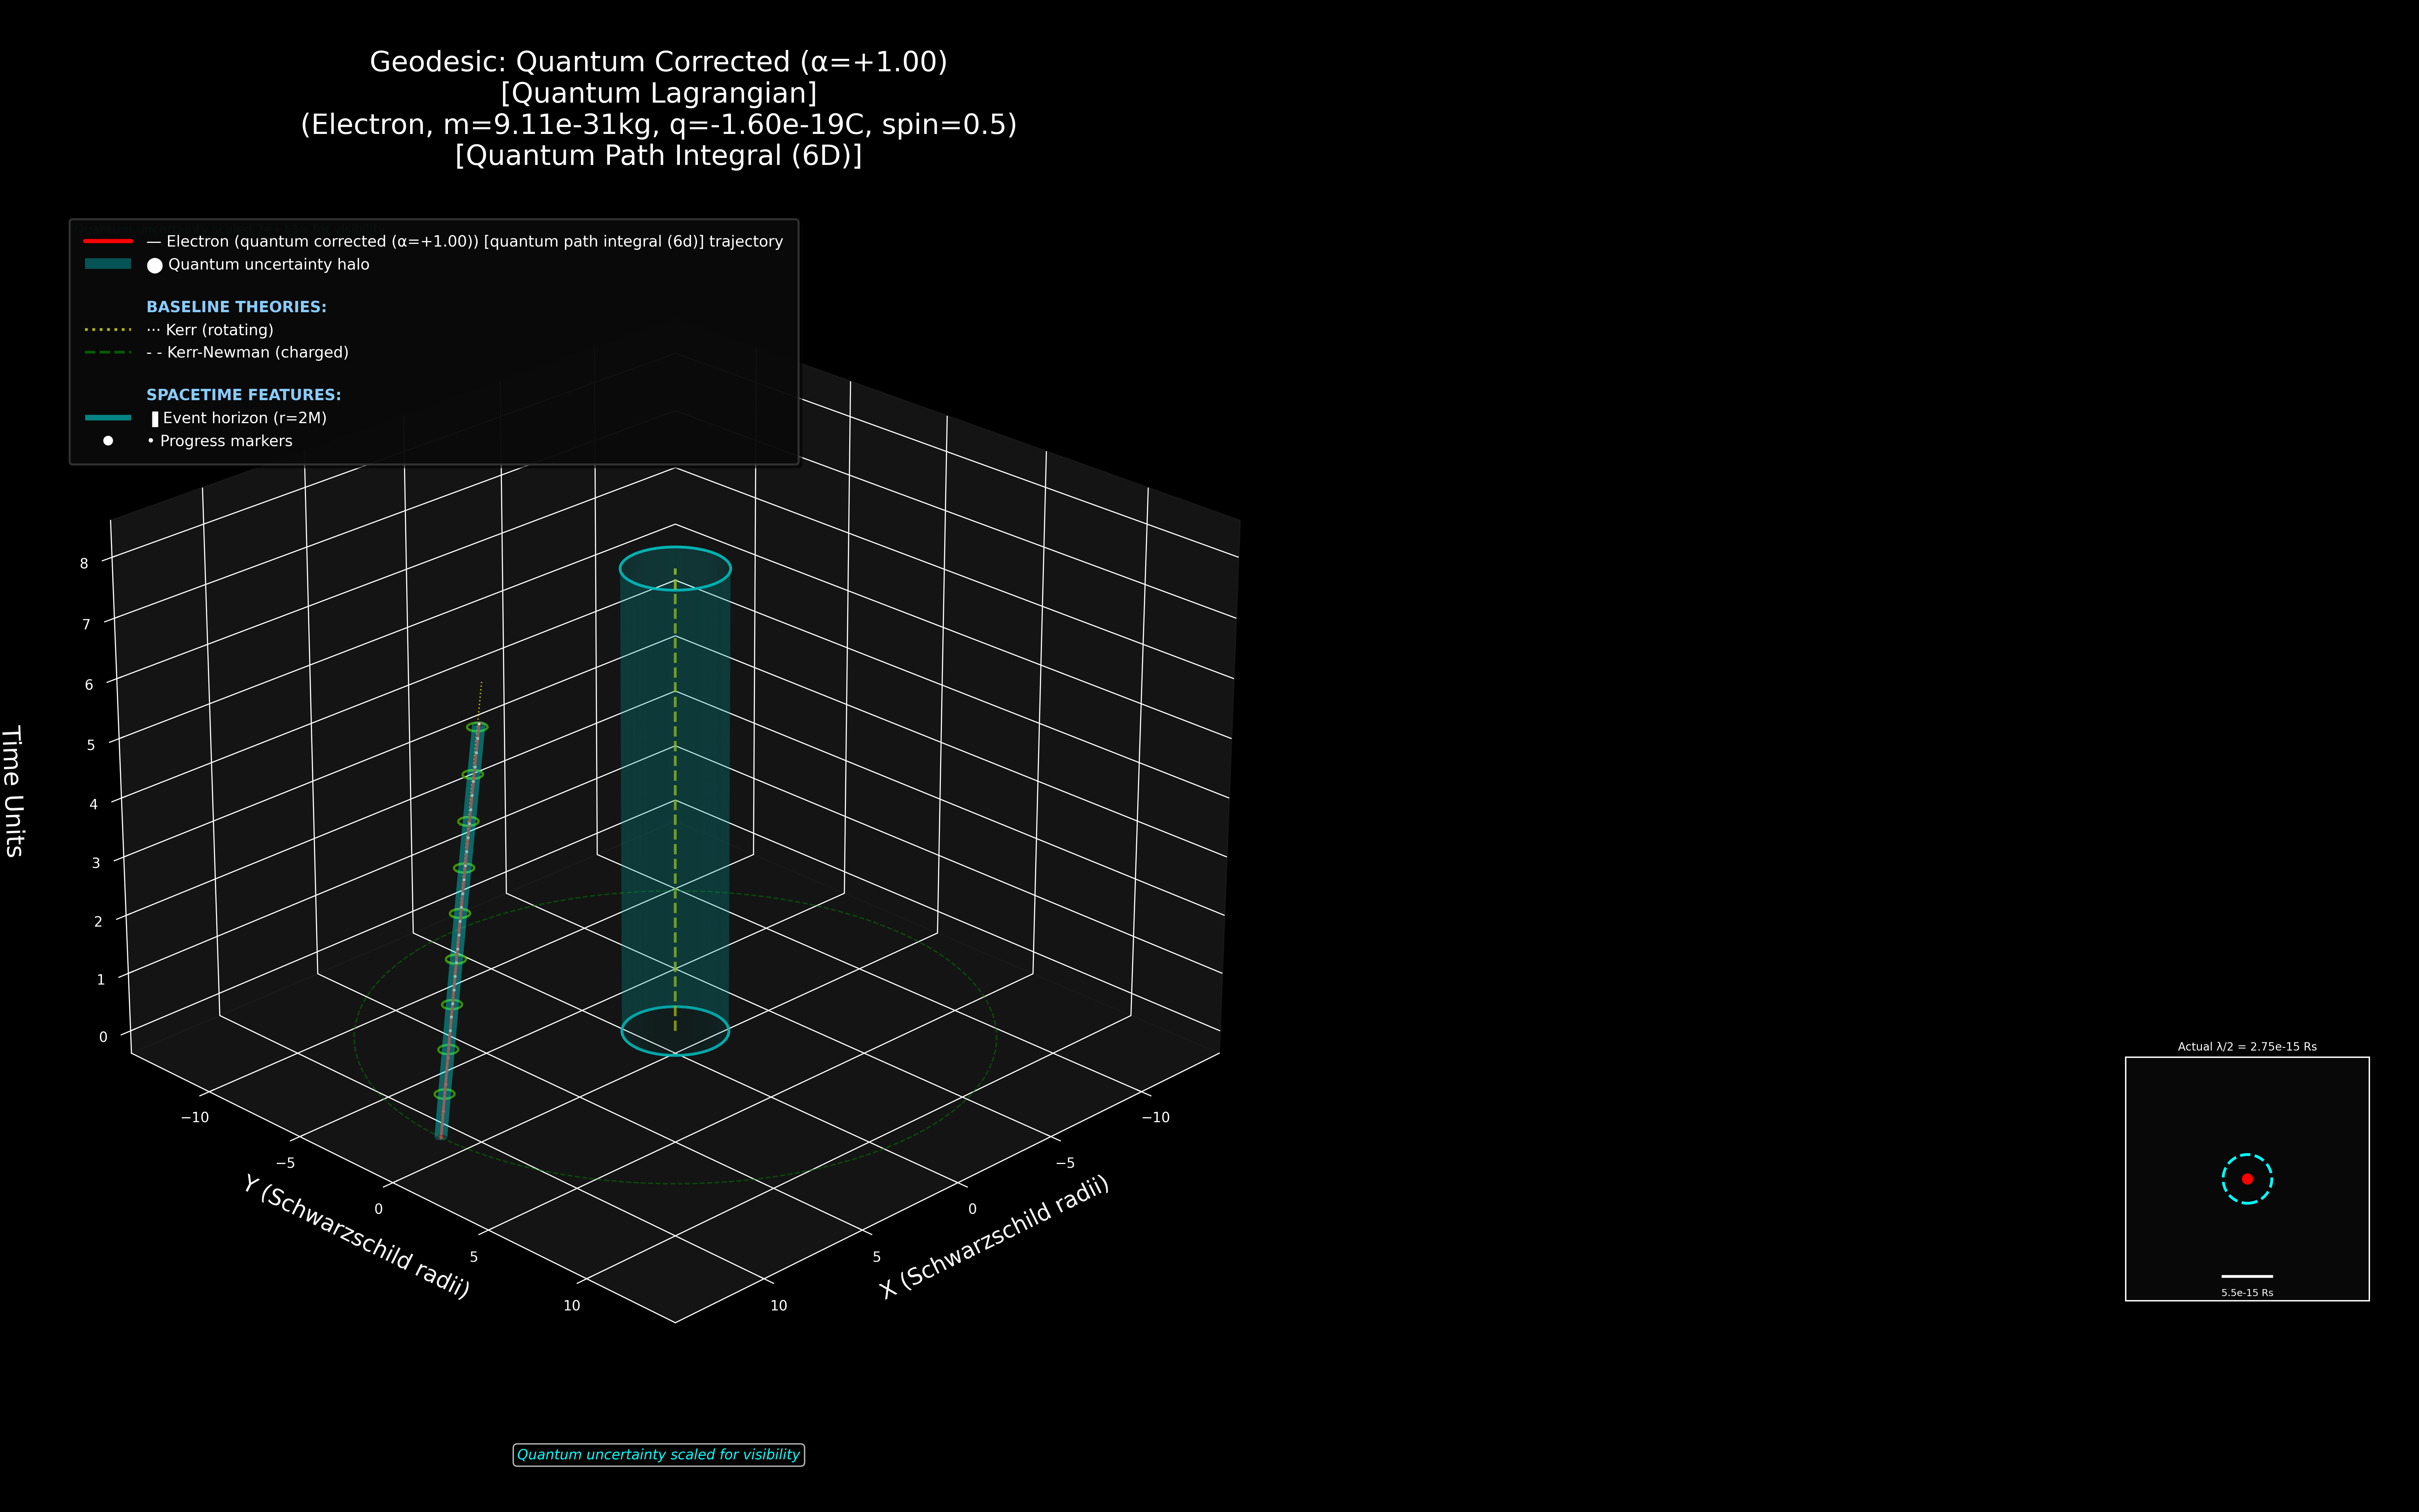 Geodesic: Quantum Corrected (α=+1.00)
[Quantum Lagrangian]
(Electron, m=9.11e-31kg, q=-1.60e-19C, spin=0.5)
[Quantum Path Integral (6D)]
— Electron (quantum corrected (α=+1.00)) [quantum path integral (6d)] trajectory
⬤ Quantum uncertainty halo
BASELINE THEORIES:
··· Kerr (rotating)
- - Kerr-Newman (charged)
SPACETIME FEATURES:
▐ Event horizon (r=2M)
• Progress markers
8
7
6
5
4
3
2
1
0
Time Units
−10
−5
0
5
10
Y (Schwarzschild radii)
−10
−5
0
5
10
X (Schwarzschild radii)
Actual λ/2 = 2.75e-15 Rs
5.5e-15 Rs
Quantum uncertainty scaled for visibility